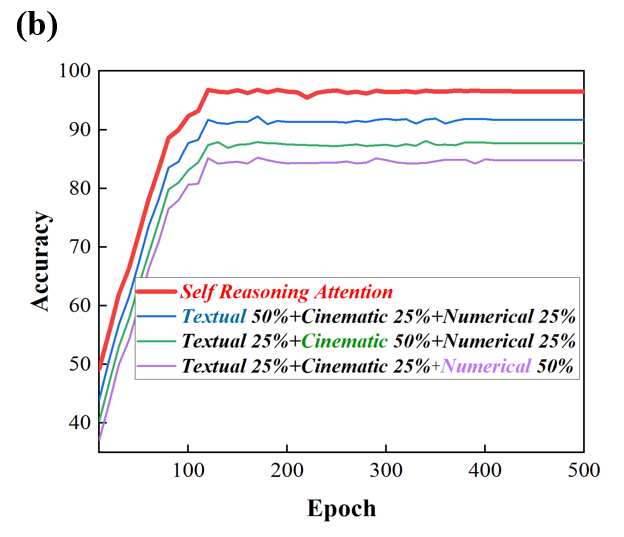 (b)
100
90
80
70
60
50
40
Accuracy
Self Reasoning Attention
Textual 50%+Cinematic 25%+Numerical 25%
Textual 25%+Cinematic 50%+Numerical 25%
Textual 25%+Cinematic 25%+Numerical 50%
100 200 300 400 500
Epoch